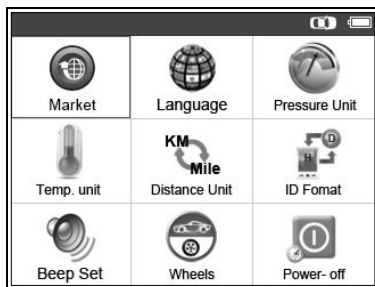 Market
Language
Pressure Unit
Temp. unit
KM
Mile
Distance Unit
D
H
ID Fomat
Beep Set
Wheels
Power- off